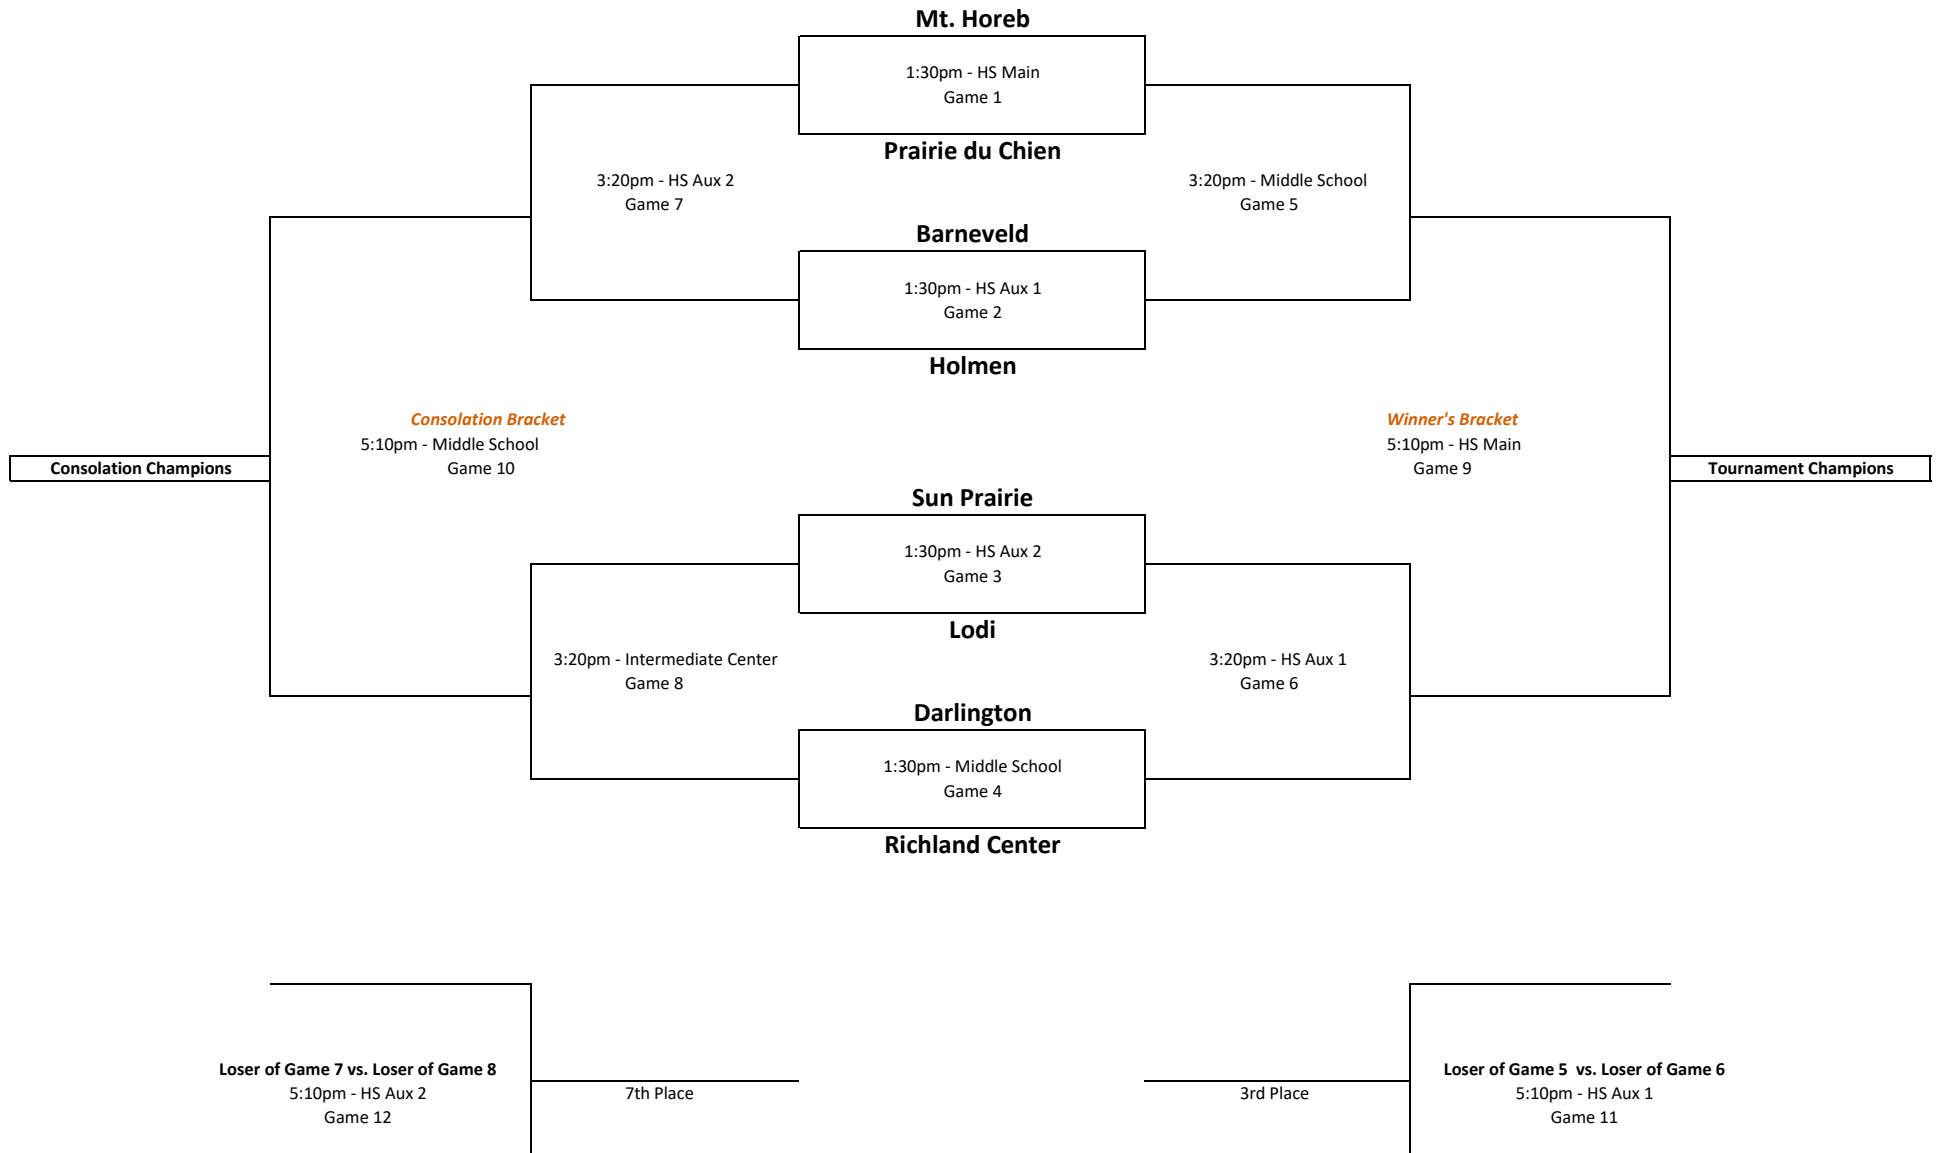 Mt. Horeb
1:30pm - HS Main
Game 1
Prairie du Chien
3:20pm - HS Aux 2
Game 7
3:20pm - Middle School
Game 5
Barneveld
1:30pm - HS Aux 1
Game 2
Holmen
Consolation Bracket
5:10pm - Middle School
Game 10
Consolation Champions
Winner's Bracket
5:10pm - HS Main
Game 9
Tournament Champions
Sun Prairie
1:30pm - HS Aux 2
Game 3
Lodi
3:20pm - Intermediate Center
Game 8
3:20pm - HS Aux 1
Game 6
Darlington
1:30pm - Middle School
Game 4
Richland Center
Loser of Game 7 vs. Loser of Game 8
5:10pm - HS Aux 2
Game 12
7th Place
3rd Place
Loser of Game 5  vs. Loser of Game 6
5:10pm - HS Aux 1
Game 11